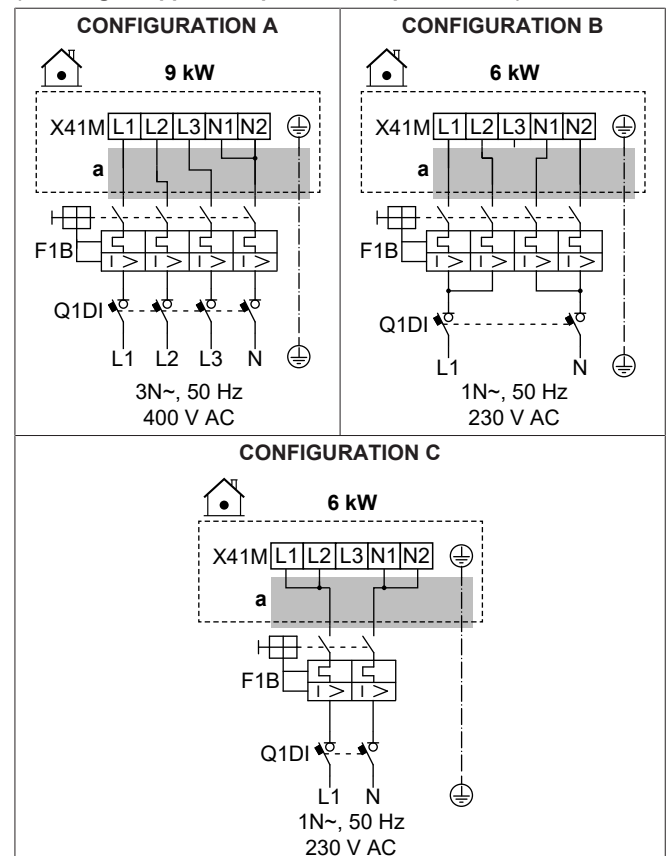 CONFIGURATION A
9 kW
X41M L1 L2 L3 N1 N2
a
F1B
I > I > I > I >
Q1DI
L1 L2 L3 N
3N~, 50 Hz
400 V AC
CONFIGURATION B
6 kW
X41M L1 L2 L3 N1 N2
a
F1B
I > I > I > I >
Q1DI
L1 N
1N~, 50 Hz
230 V AC
CONFIGURATION C
6 kW
X41M L1 L2 L3 N1 N2
a
F1B
I > I >
Q1DI
L1 N
1N~, 50 Hz
230 V AC